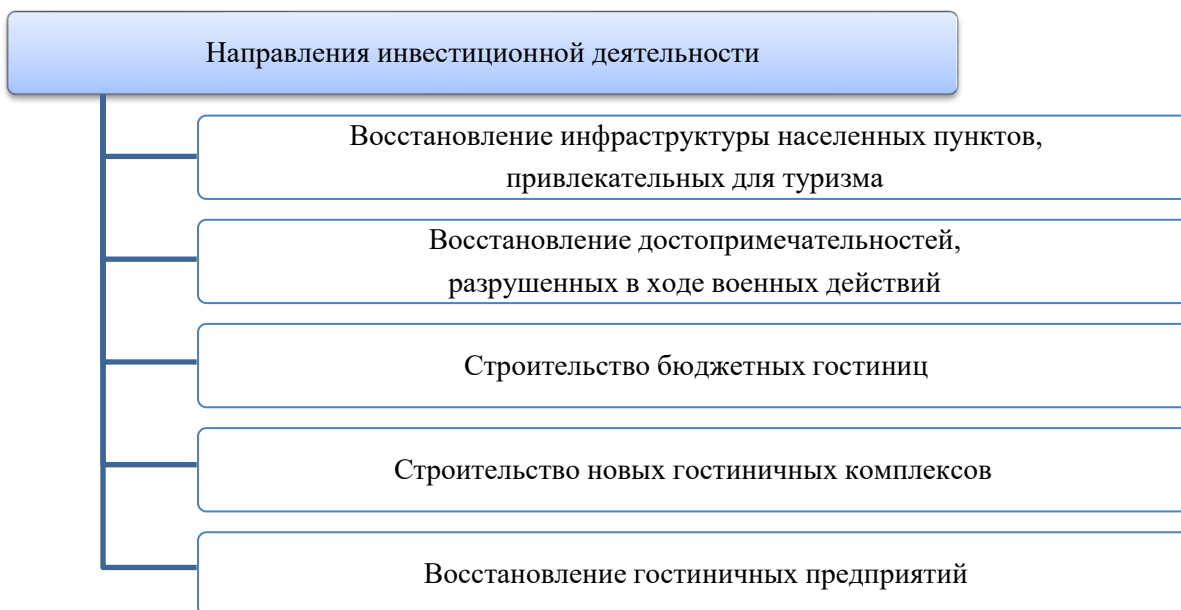 Направления инвестиционной деятельности
Восстановление инфраструктуры населенных пунктов,
привлекательных для туризма
Восстановление достопримечательностей,
разрушенных в ходе военных действий
Строительство бюджетных гостиниц
Строительство новых гостиничных комплексов
Восстановление гостиничных предприятий